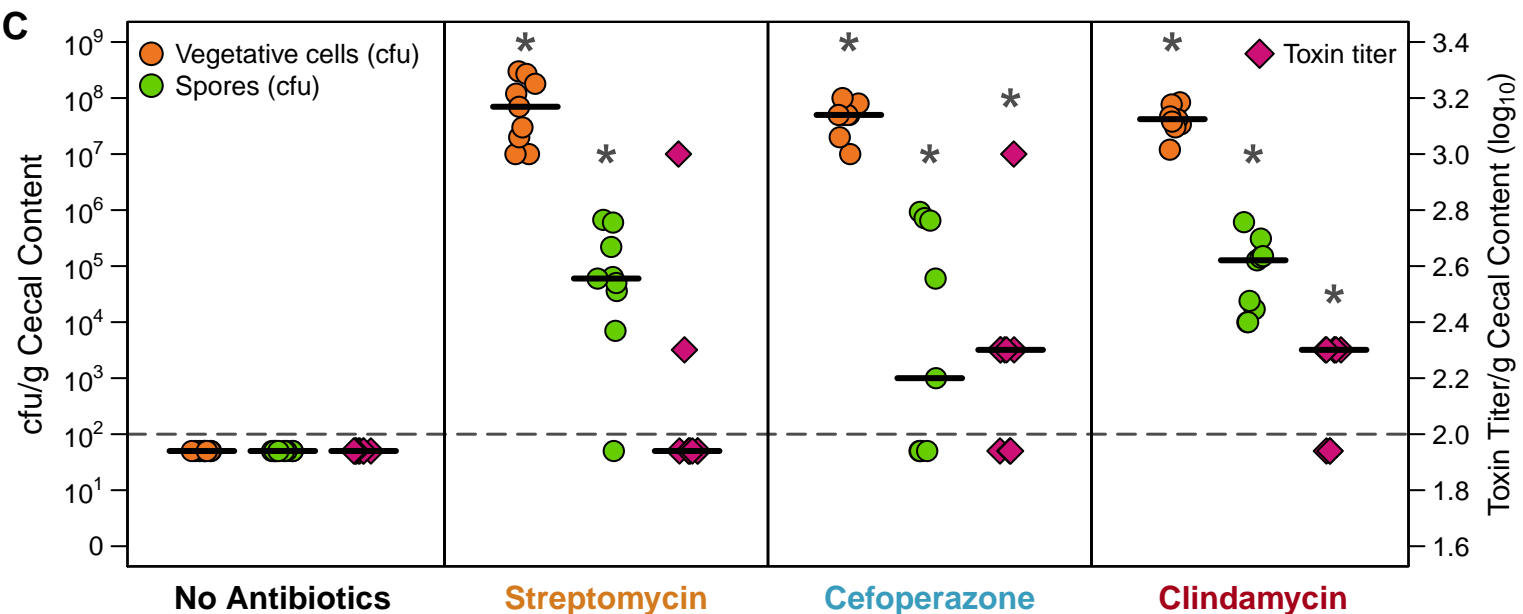 C
Vegetative cells (cfu)
Spores (cfu)
Toxin titer
cfu/g Cecal Content
10⁹
10⁸
10⁷
10⁶
10⁵
10⁴
10³
10²
10¹
0
* * * * * * * *
3.4
3.2
3.0
2.8
2.6
2.4
2.2
2.0
1.8
1.6
Toxin Titer/g Cecal Content (log₁₀)
No Antibiotics Streptomycin Cefoperazone Clindamycin